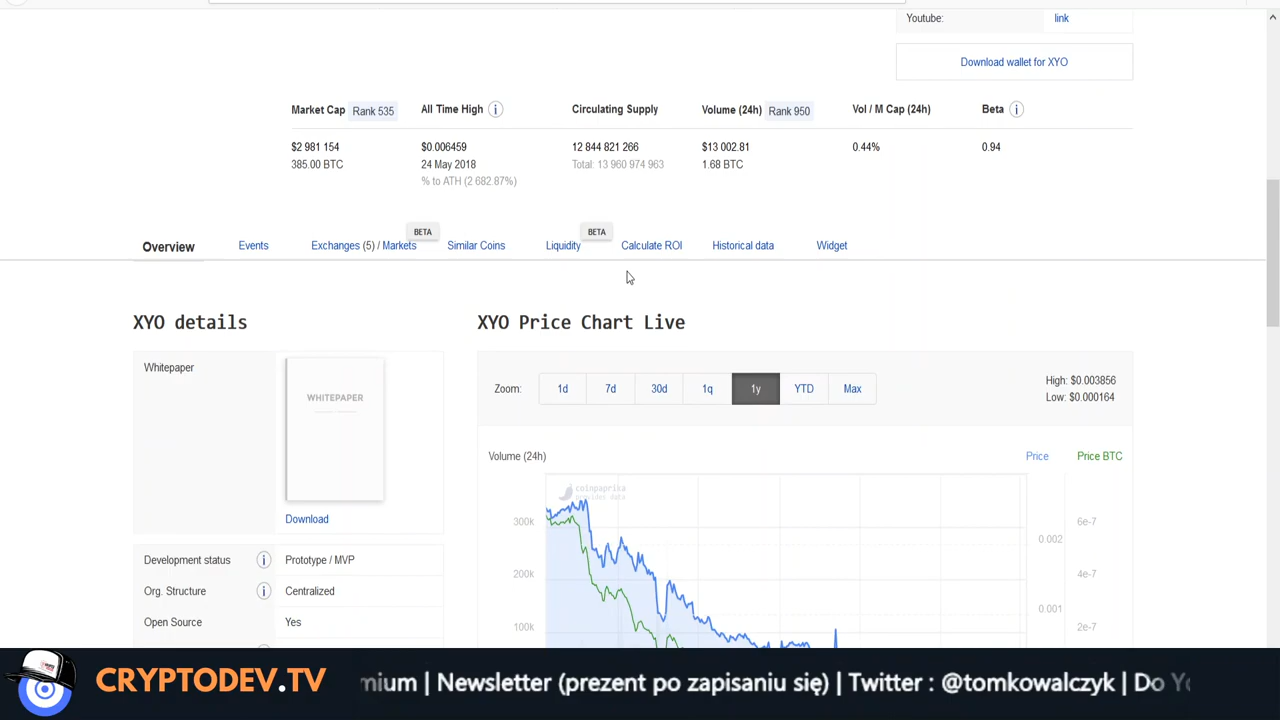 Youtube: link
Download wallet for XYO
Market Cap Rank 535 All Time High i Circulating Supply Volume (24h) Rank 950 Vol / M Cap (24h) Beta i
$2 981 154 $0.006459 12 844 821 266 $13 002.81 0.44% 0.94
385.00 BTC 24 May 2018 Total: 13 960 974 963 1.68 BTC
% to ATH (2 682.87%)
BETA BETA
Overview Events Exchanges (5) / Markets Similar Coins Liquidity Calculate ROI Historical data Widget
XYO details
XYO Price Chart Live
Whitepaper
WHITEPAPER
Download
Zoom: 1d 7d 30d 1q 1y YTD Max
High: $0.003856
Low: $0.000164
Volume (24h) Price Price BTC
coinpaprika
provides data
300k 6e-7
0.002
200k 4e-7
0.001
100k 2e-7
Development status i Prototype / MVP
Org. Structure i Centralized
Open Source Yes
CRYPTODEV.TV
mium | Newsletter (prezent po zapisaniu się) | Twitter : @tomkowalczyk | Do Yo